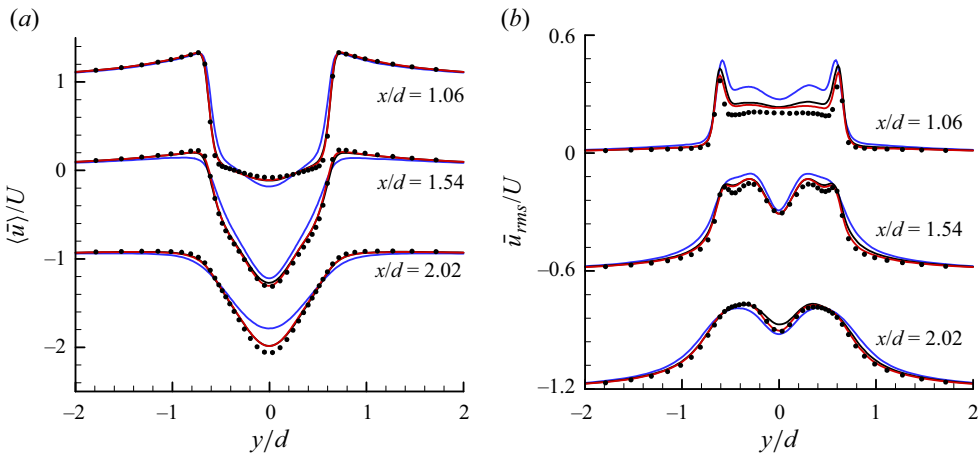 (a)
(b)
1
0
−1
−2
⟨ū⟩/U
x/d = 1.06
x/d = 1.54
x/d = 2.02
−2
−1
0
1
2
y/d
0.6
0
−0.6
−1.2
ū_rms/U
x/d = 1.06
x/d = 1.54
x/d = 2.02
−2
−1
0
1
2
y/d